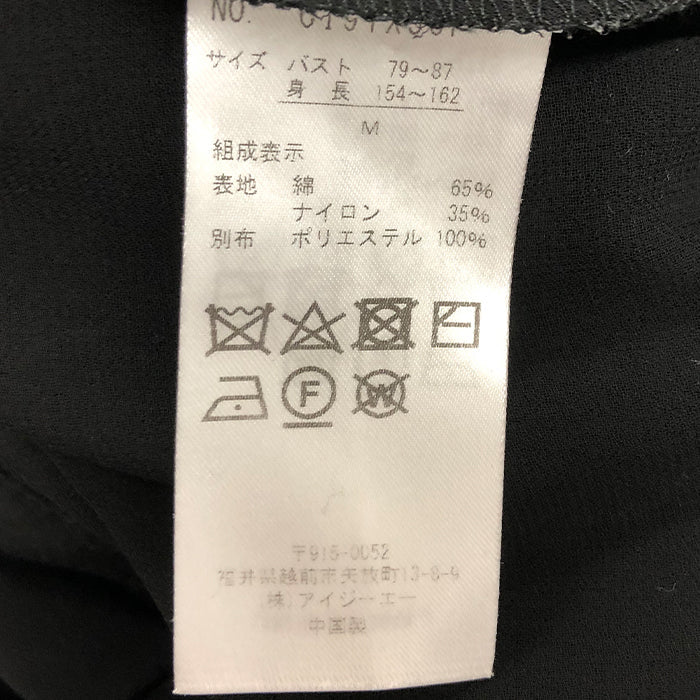 NO.
サイズ バスト 79〜87
身長 154〜162
M
組成表示
表地 綿 65%
ナイロン 35%
別布 ポリエステル 100%
F
W
〒915-0052
福井県越前市矢放町13-8-9
㈱アイジーエー
中国製